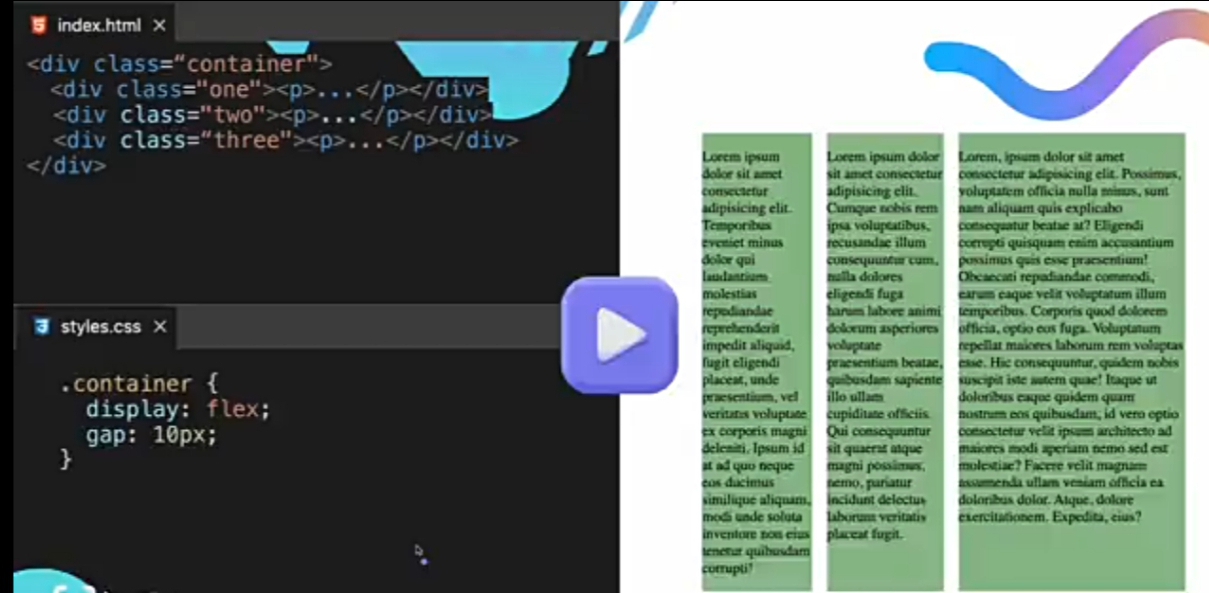 index.html ×
<div class=“container">
<div class="one"><p>...</p></div>
<div class="two"><p>...</p></div>
<div class=“three"><p>...</p></div>
</div>
styles.css ×
.container {
display: flex;
gap: 10px;
}
Lorem ipsum
dolor sit amet
consectetur
adipisicing elit.
Temporibus
eveniet minus
dolor qui
laudantium
molestias
repudiandae
reprehenderit
impedit aliquid,
fugit eligendi
placeat, unde
praesentium, vel
veritatis voluptate
ex corporis magni
deleniti. Ipsum id
at ad quo neque
eos ducimus
similique aliquam,
modi unde soluta
inventore non eius
tenetur quibusdam
corrupti?
Lorem ipsum dolor
sit amet consectetur
adipisicing elit.
Cumque nobis rem
ipsa voluptatibus,
recusandae illum
consequuntur cum,
nulla dolores
eligendi fuga
harum labore animi
dolorum asperiores
voluptate
praesentium beatae,
quibusdam sapiente
illo ullam
cupiditate officiis.
Qui consequuntur
sit quaerat atque
magni possimus,
nemo, pariatur
incidunt delectus
laborum veritatis
placeat fugit.
Lorem, ipsum dolor sit amet
consectetur adipisicing elit. Possimus,
voluptatem officia nulla minus, sunt
nam aliquam quis explicabo
consequatur beatae at? Eligendi
corrupti quisquam enim accusantium
possimus quis esse praesentium!
Obcaecati repudiandae commodi,
earum eaque velit voluptatum illum
temporibus. Corporis quod dolorem
officia, optio eos fuga. Voluptatum
repellat maiores laborum rem voluptas
esse. Hic consequuntur, quidem nobis
suscipit iste autem quae! Itaque ut
doloribus eaque quidem quam
nostrum eos quibusdam, id vero optio
consectetur velit ipsum architecto ad
maiores modi aperiam nemo sed est
molestiae? Facere velit magnam
assumenda ullam veniam officia ea
doloribus dolor. Atque, dolore
exercitationem. Expedita, eius?